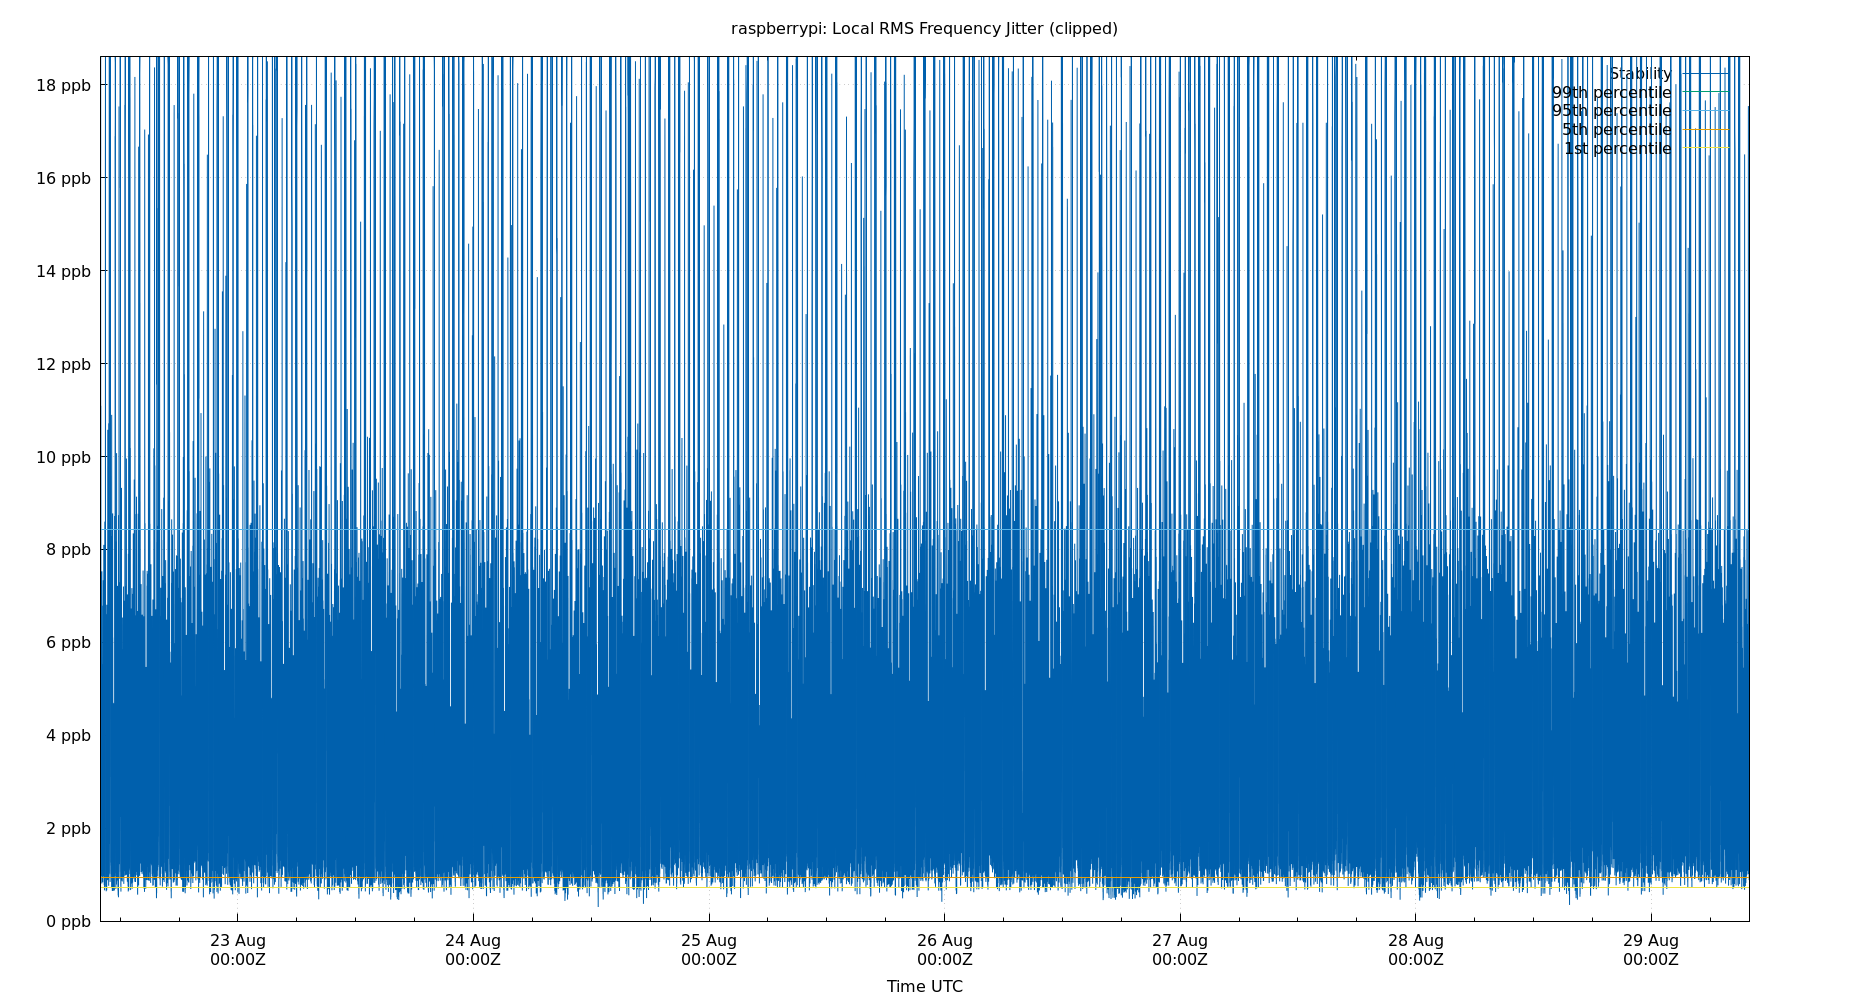 raspberrypi: Local RMS Frequency Jitter (clipped)
Stability
99th percentile
95th percentile
5th percentile
1st percentile
18 ppb
16 ppb
14 ppb
12 ppb
10 ppb
8 ppb
6 ppb
4 ppb
2 ppb
0 ppb
23 Aug 24 Aug 25 Aug 26 Aug 27 Aug 28 Aug 29 Aug
00:00Z 00:00Z 00:00Z 00:00Z 00:00Z 00:00Z 00:00Z
Time UTC